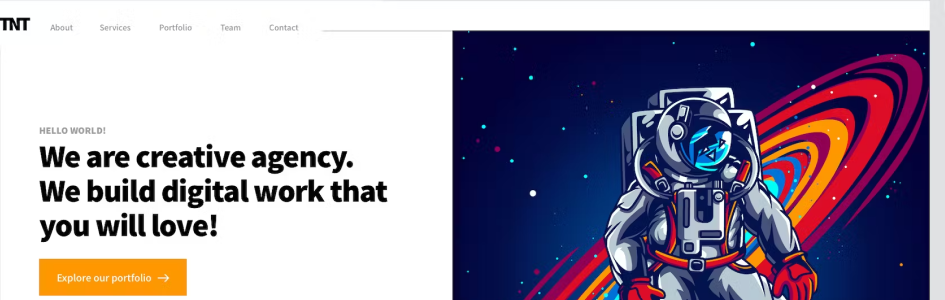 TNT About Services Portfolio Team Contact
HELLO WORLD!
We are creative agency.
We build digital work that
you will love!
Explore our portfolio →